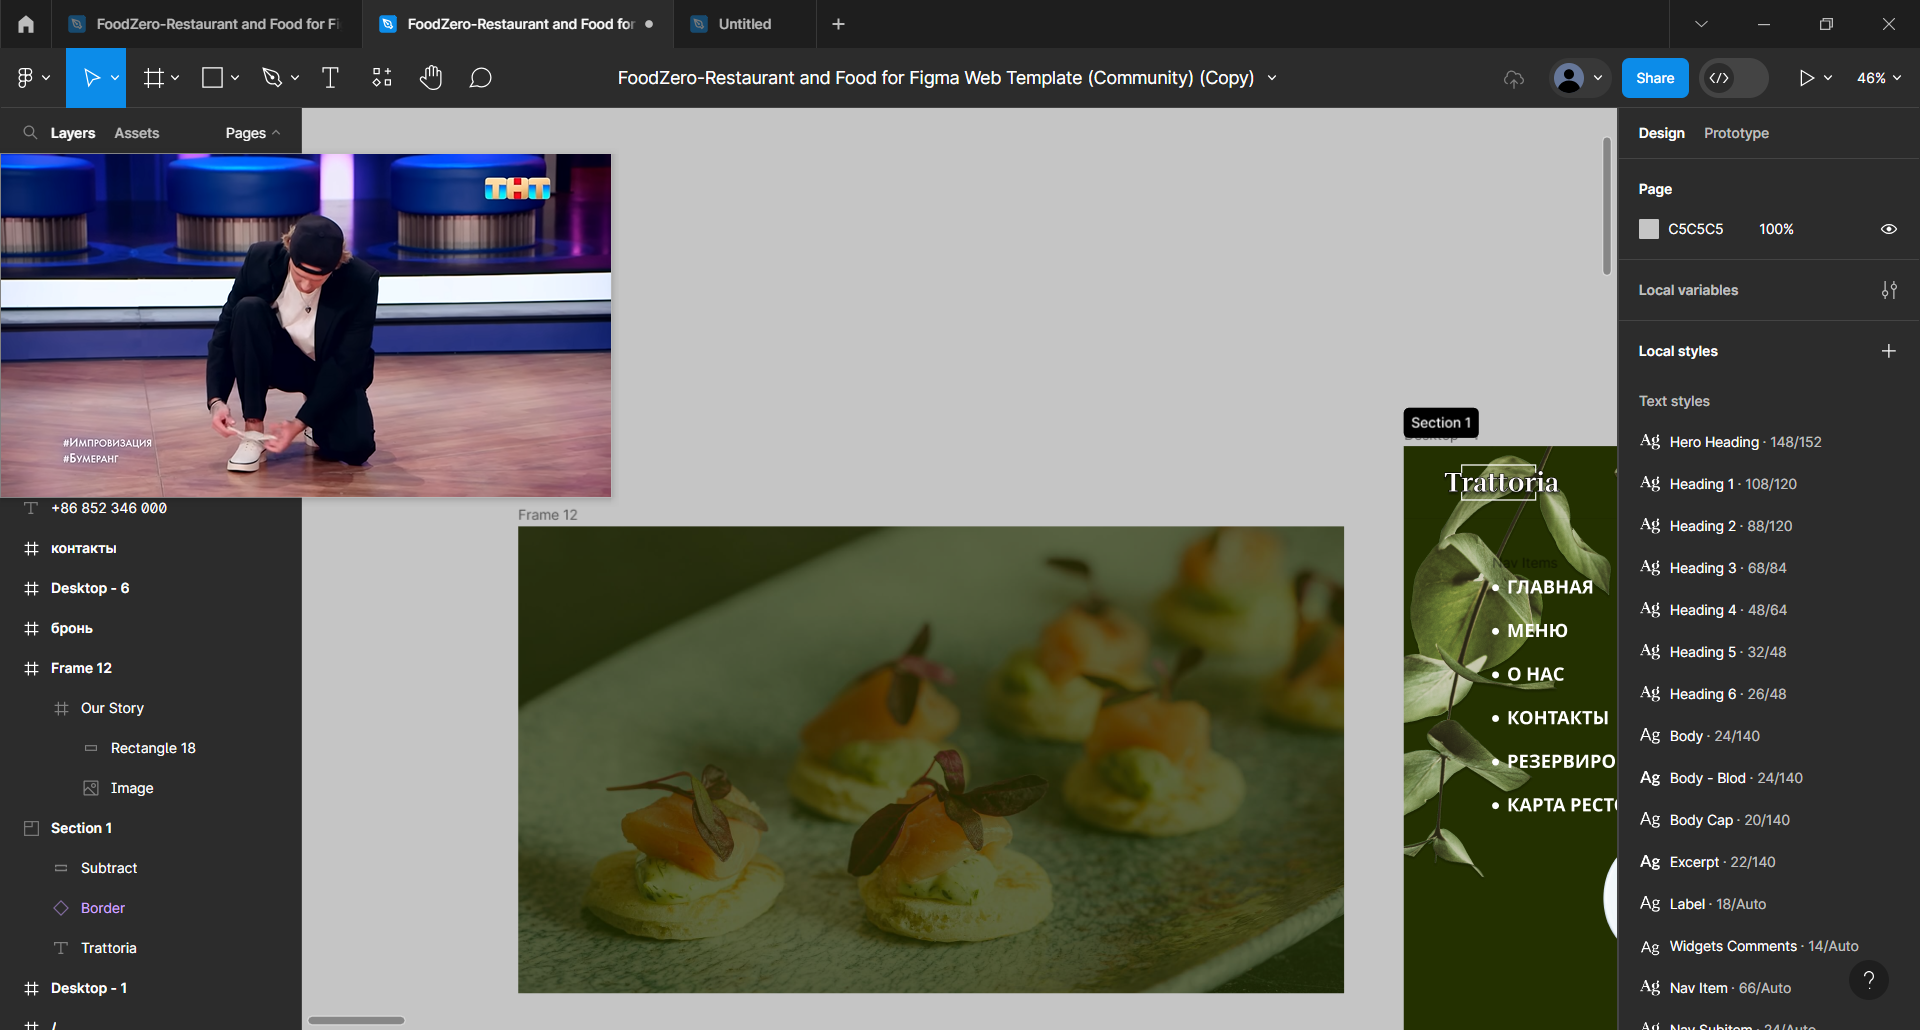 FoodZero-Restaurant and Food for Fi
FoodZero-Restaurant and Food for
Untitled
FoodZero-Restaurant and Food for Figma Web Template (Community) (Copy)
Share
46%
Layers
Assets
Pages
Design
Prototype
ТНТ
#Импровизация
#Бумеранг
+86 852 346 000
контакты
Desktop - 6
бронь
Frame 12
Our Story
Rectangle 18
Image
Section 1
Subtract
Border
Trattoria
Desktop - 1
/
Frame 12
Section 1
Trattoria
Nav Items
• ГЛАВНАЯ
• МЕНЮ
• О НАС
• КОНТАКТЫ
• РЕЗЕРВИРО
• КАРТА РЕСТО
Page
C5C5C5
100%
Local variables
Local styles
Text styles
Ag Hero Heading · 148/152
Ag Heading 1 · 108/120
Ag Heading 2 · 88/120
Ag Heading 3 · 68/84
Ag Heading 4 · 48/64
Ag Heading 5 · 32/48
Ag Heading 6 · 26/48
Ag Body · 24/140
Ag Body - Blod · 24/140
Ag Body Cap · 20/140
Ag Excerpt · 22/140
Ag Label · 18/Auto
Ag Widgets Comments · 14/Auto
Ag Nav Item · 66/Auto
Ag Nav Subitem · 24/Auto
?